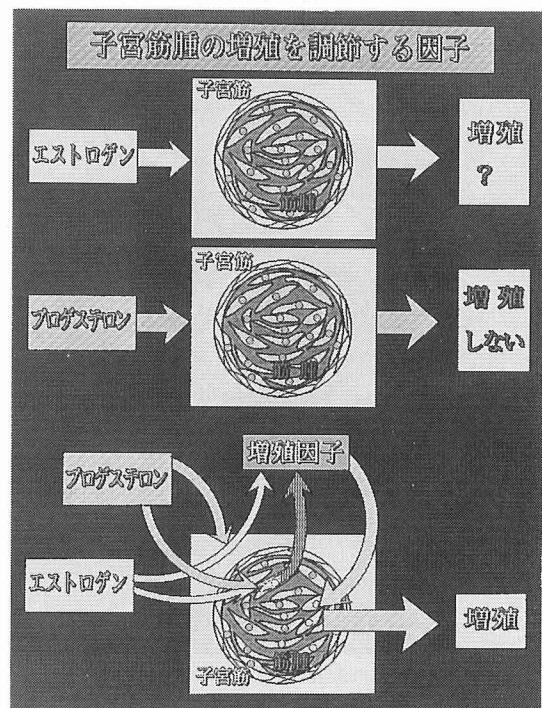 子宮筋腫の増殖を調節する因子
子宮筋
エストロゲン
筋腫
増殖
?
子宮筋
プロゲステロン
筋腫
増殖
しない
増殖因子
プロゲステロン
エストロゲン
筋腫
子宮筋
増殖